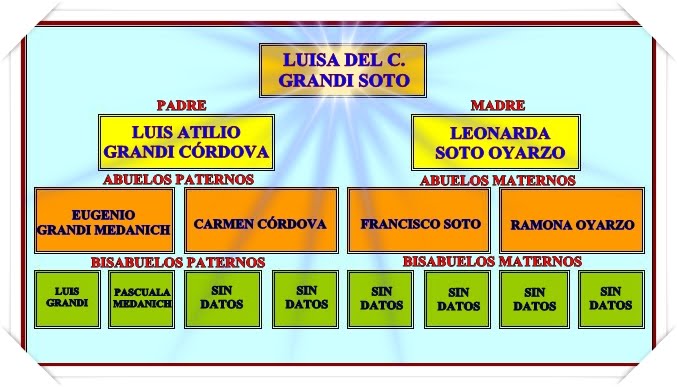 LUISA DEL C.
GRANDI SOTO
PADRE
MADRE
LUIS ATILIO
GRANDI CÓRDOVA
LEONARDA
SOTO OYARZO
ABUELOS PATERNOS
ABUELOS MATERNOS
EUGENIO
GRANDI MEDANICH
CARMEN CÓRDOVA
FRANCISCO SOTO
RAMONA OYARZO
BISABUELOS PATERNOS
BISABUELOS MATERNOS
LUIS
GRANDI
PASCUALA
MEDANICH
SIN
DATOS
SIN
DATOS
SIN
DATOS
SIN
DATOS
SIN
DATOS
SIN
DATOS